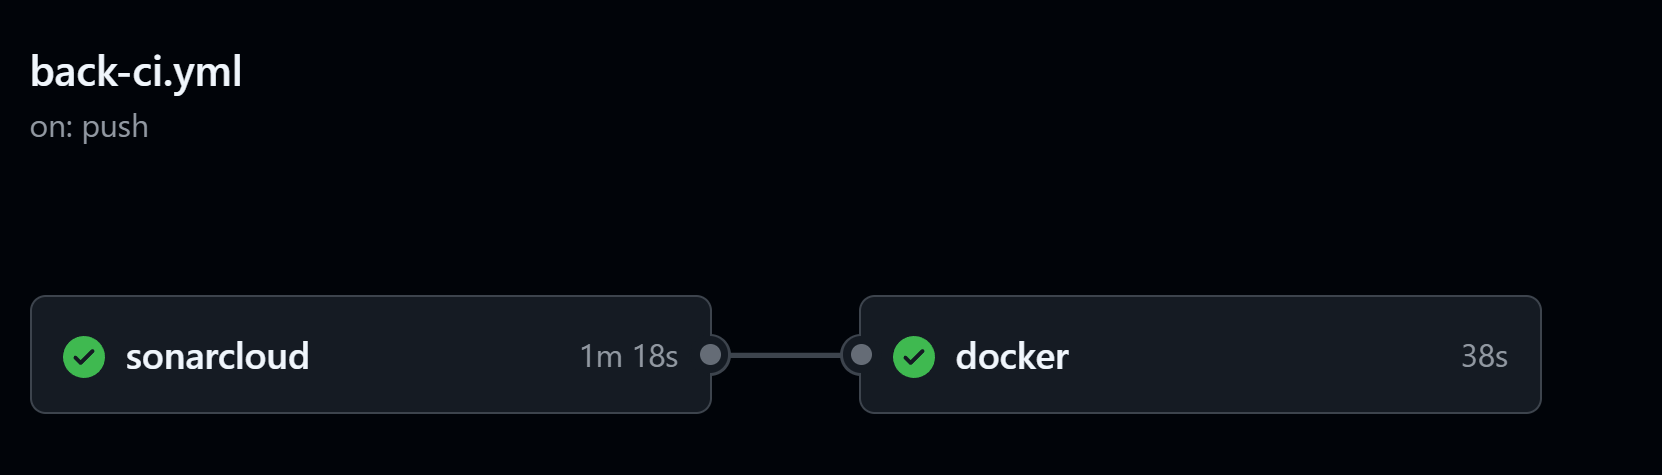 back-ci.yml
on: push
sonarcloud 1m 18s docker 38s